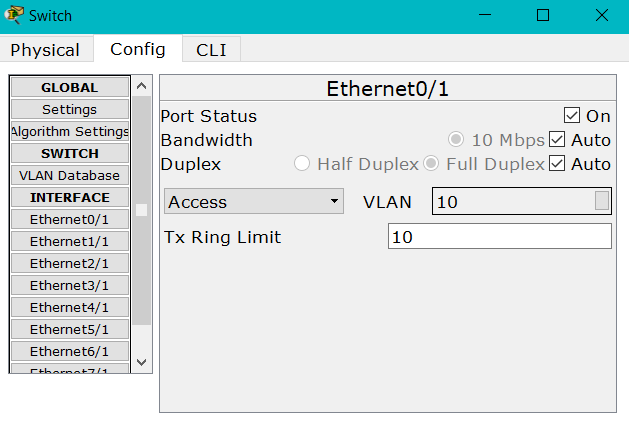 Switch
Physical Config CLI
GLOBAL
Settings
Algorithm Settings
SWITCH
VLAN Database
INTERFACE
Ethernet0/1
Ethernet1/1
Ethernet2/1
Ethernet3/1
Ethernet4/1
Ethernet5/1
Ethernet6/1
Ethernet7/1
Ethernet0/1
Port Status On
Bandwidth 10 Mbps Auto
Duplex Half Duplex Full Duplex Auto
Access VLAN 10
Tx Ring Limit 10